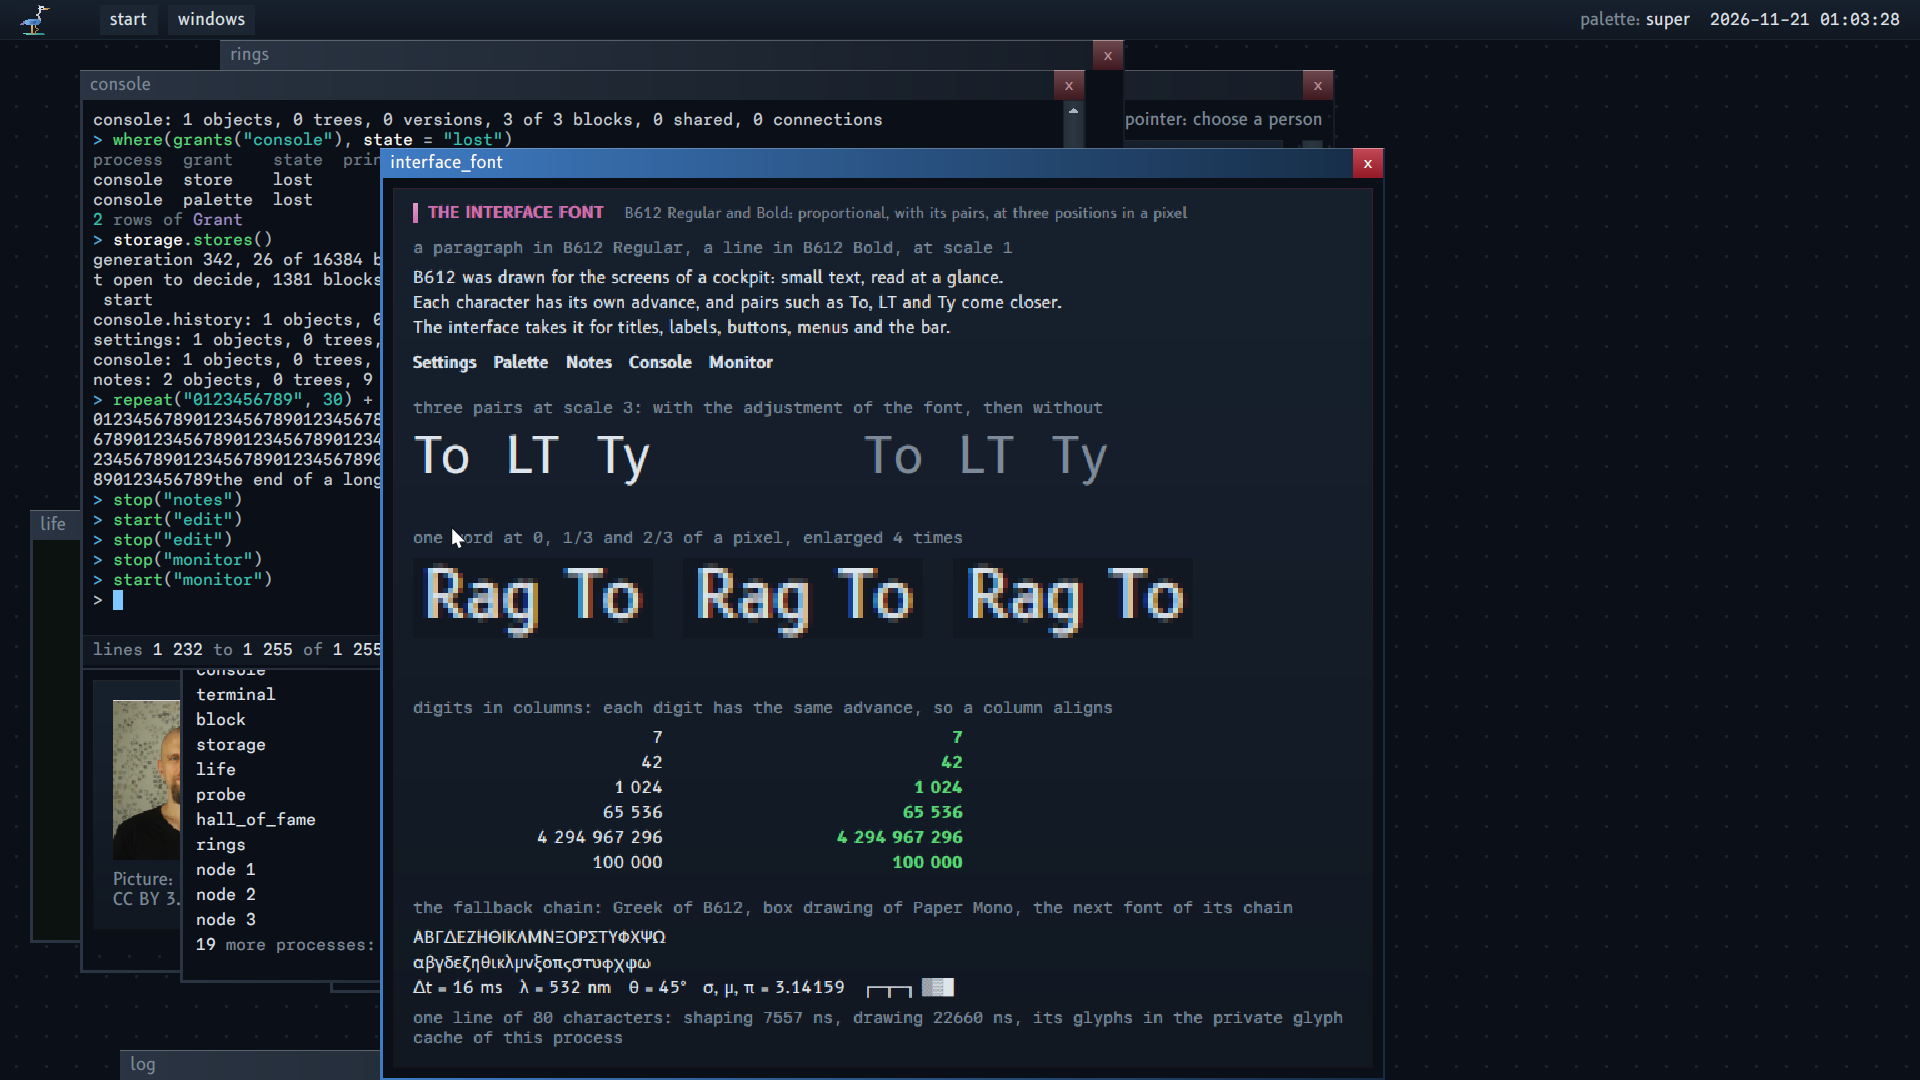 start windows palette: super 2026-11-21 01:03:28
rings x
console x
x
pointer: choose a person
console: 1 objects, 0 trees, 0 versions, 3 of 3 blocks, 0 shared, 0 connections
> where(grants("console"), state = "lost")
process grant state
console store lost
console palette lost
2 rows of Grant
> storage.stores()
generation 342, 26 of 16384
t open to decide, 1381 blocks
start
console.history: 1 objects,
settings: 1 objects, 0 trees,
console: 1 objects, 0 trees,
notes: 2 objects, 0 trees, 9
> repeat("0123456789", 30) +
01234567890123456789012345678
67890123456789012345678901234
23456789012345678901234567890
890123456789the end of a long
> stop("notes")
> start("edit")
> stop("edit")
> stop("monitor")
> start("monitor")
>
lines 1 232 to 1 255 of 1 255
life
console
terminal
block
storage
life
probe
hall_of_fame
rings
node 1
node 2
node 3
19 more processes:
Picture:
CC BY 3.
log
interface_font x
THE INTERFACE FONT B612 Regular and Bold: proportional, with its pairs, at three positions in a pixel
a paragraph in B612 Regular, a line in B612 Bold, at scale 1
B612 was drawn for the screens of a cockpit: small text, read at a glance.
Each character has its own advance, and pairs such as To, LT and Ty come closer.
The interface takes it for titles, labels, buttons, menus and the bar.
Settings Palette Notes Console Monitor
three pairs at scale 3: with the adjustment of the font, then without
To LT Ty To LT Ty
one word at 0, 1/3 and 2/3 of a pixel, enlarged 4 times
Rag To Rag To Rag To
digits in columns: each digit has the same advance, so a column aligns
7 7
42 42
1 024 1 024
65 536 65 536
4 294 967 296 4 294 967 296
100 000 100 000
the fallback chain: Greek of B612, box drawing of Paper Mono, the next font of its chain
ΑΒΓΔΕΖΗΘΙΚΛΜΝΞΟΡΣΤΥΦΧΨΩ
αβγδεζηθικλμνξοπςστυφχψω
Δt = 16 ms λ = 532 nm θ = 45° σ, μ, π = 3.14159 ┌─┬─┐ ▒▓█
one line of 80 characters: shaping 7557 ns, drawing 22660 ns, its glyphs in the private glyph
cache of this process